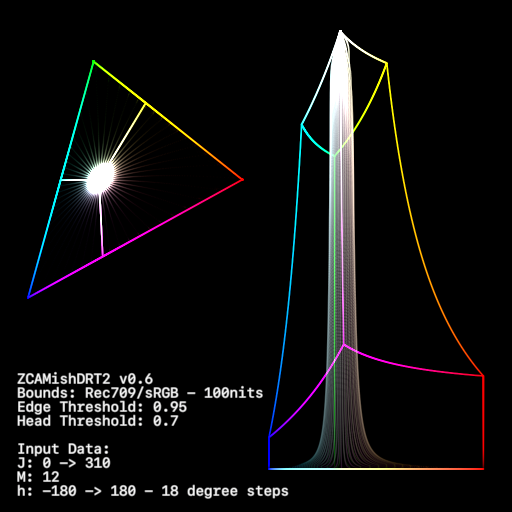 ZCAMishDRT2 v0.6
Bounds: Rec709/sRGB – 100nits
Edge Threshold: 0.95
Head Threshold: 0.7
Input Data:
J: 0 -> 310
M: 12
h: -180 -> 180 – 18 degree steps